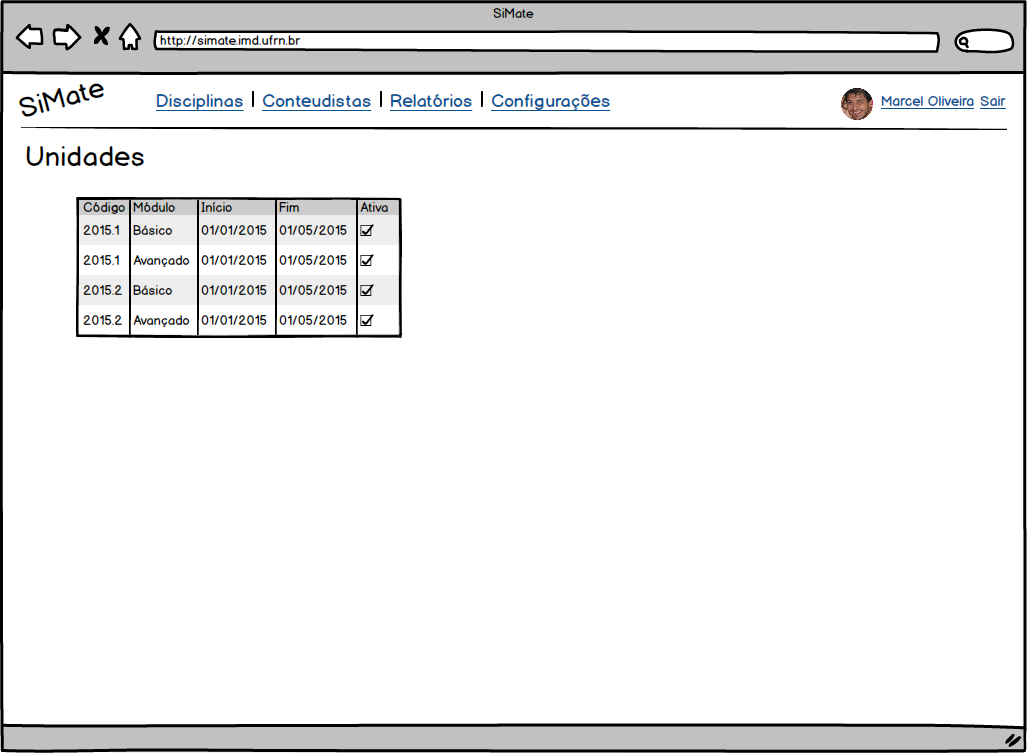 SiMate
http://simate.imd.ufrn.br
SiMate Disciplinas | Conteudistas | Relatórios | Configurações Marcel Oliveira Sair
Unidades
Código Módulo Início Fim Ativa
2015.1 Básico 01/01/2015 01/05/2015
2015.1 Avançado 01/01/2015 01/05/2015
2015.2 Básico 01/01/2015 01/05/2015
2015.2 Avançado 01/01/2015 01/05/2015